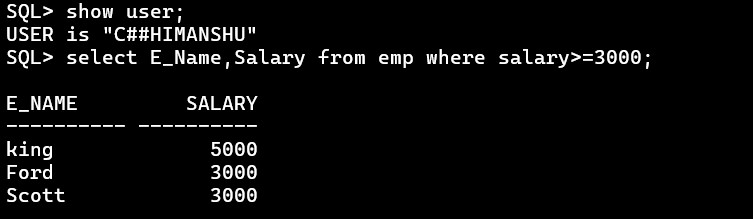 SQL> show user;
USER is "C##HIMANSHU"
SQL> select E_Name,Salary from emp where salary>=3000;
E_NAME SALARY
---------- ----------
king 5000
Ford 3000
Scott 3000